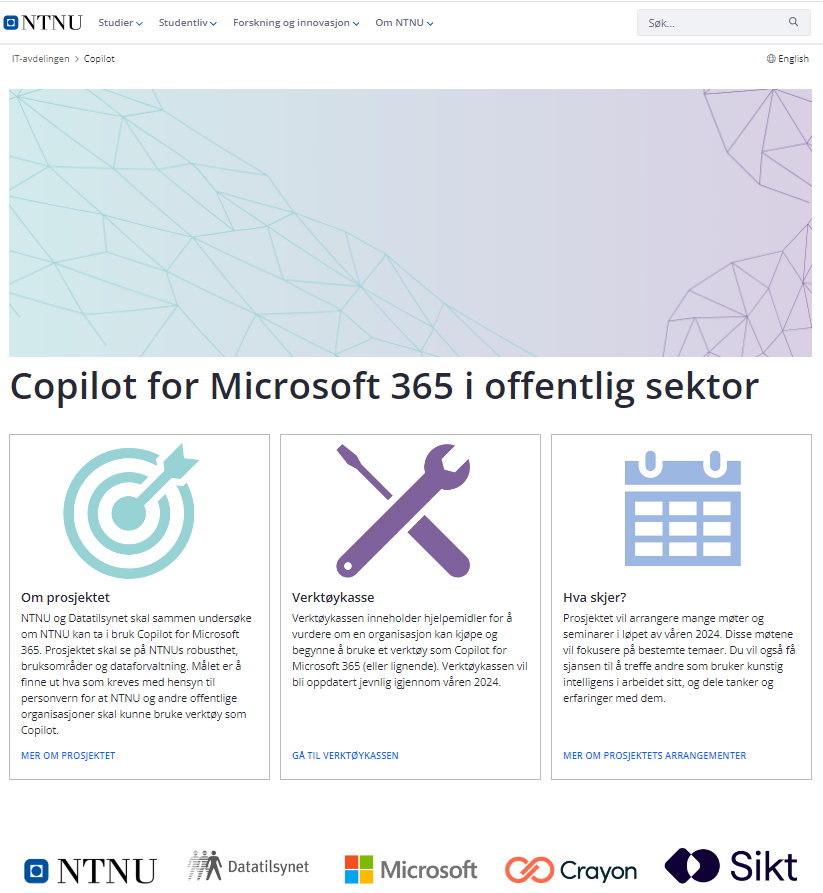 NTNU Studier Studentliv Forskning og innovasjon Om NTNU Søk...
IT-avdelingen > Copilot English
Copilot for Microsoft 365 i offentlig sektor
Om prosjektet
NTNU og Datatilsynet skal sammen undersøke
om NTNU kan ta i bruk Copilot for Microsoft
365. Prosjektet skal se på NTNUs robusthet,
bruksområder og dataforvaltning. Målet er å
finne ut hva som kreves med hensyn til
personvern for at NTNU og andre offentlige
organisasjoner skal kunne bruke verktøy som
Copilot.
MER OM PROSJEKTET
Verktøykasse
Verktøykassen inneholder hjelpemidler for å
vurdere om en organisasjon kan kjøpe og
begynne å bruke et verktøy som Copilot for
Microsoft 365 (eller lignende). Verktøykassen vil
bli oppdatert jevnlig igjennom våren 2024.
GÅ TIL VERKTØYKASSEN
Hva skjer?
Prosjektet vil arrangere mange møter og
seminarer i løpet av våren 2024. Disse møtene
vil fokusere på bestemte temaer. Du vil også få
sjansen til å treffe andre som bruker kunstig
intelligens i arbeidet sitt, og dele tanker og
erfaringer med dem.
MER OM PROSJEKTETS ARRANGEMENTER
NTNU Datatilsynet Microsoft Crayon Sikt